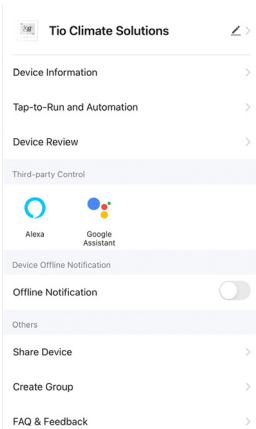 Tio Climate Solutions
Device Information
Tap-to-Run and Automation
Device Review
Third-party Control
Alexa
Google
Assistant
Device Offline Notification
Offline Notification
Others
Share Device
Create Group
FAQ & Feedback